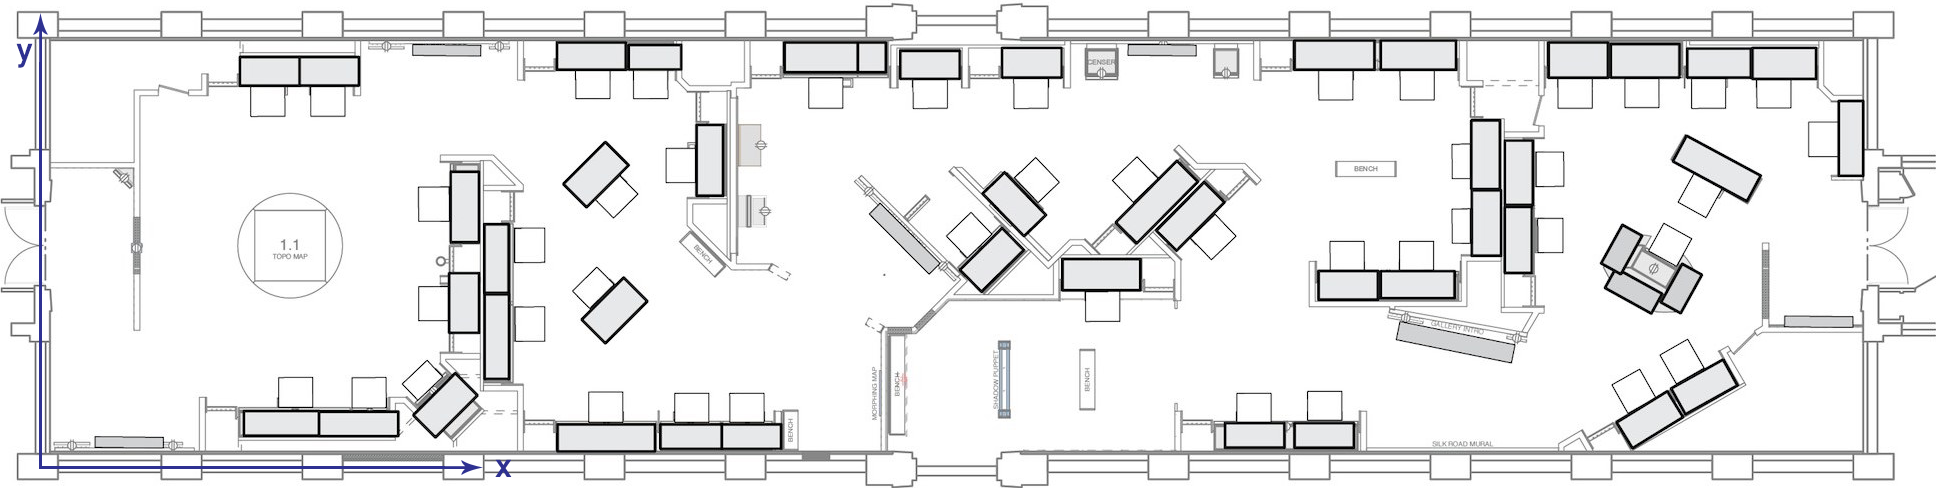 y
CENSER
BENCH
1.1
TOPO MAP
BENCH
GALLERY INTRO
MORPHING MAP
BENCH
SHADOW PUPPET
BENCH
BENCH
SILK ROAD MURAL
x